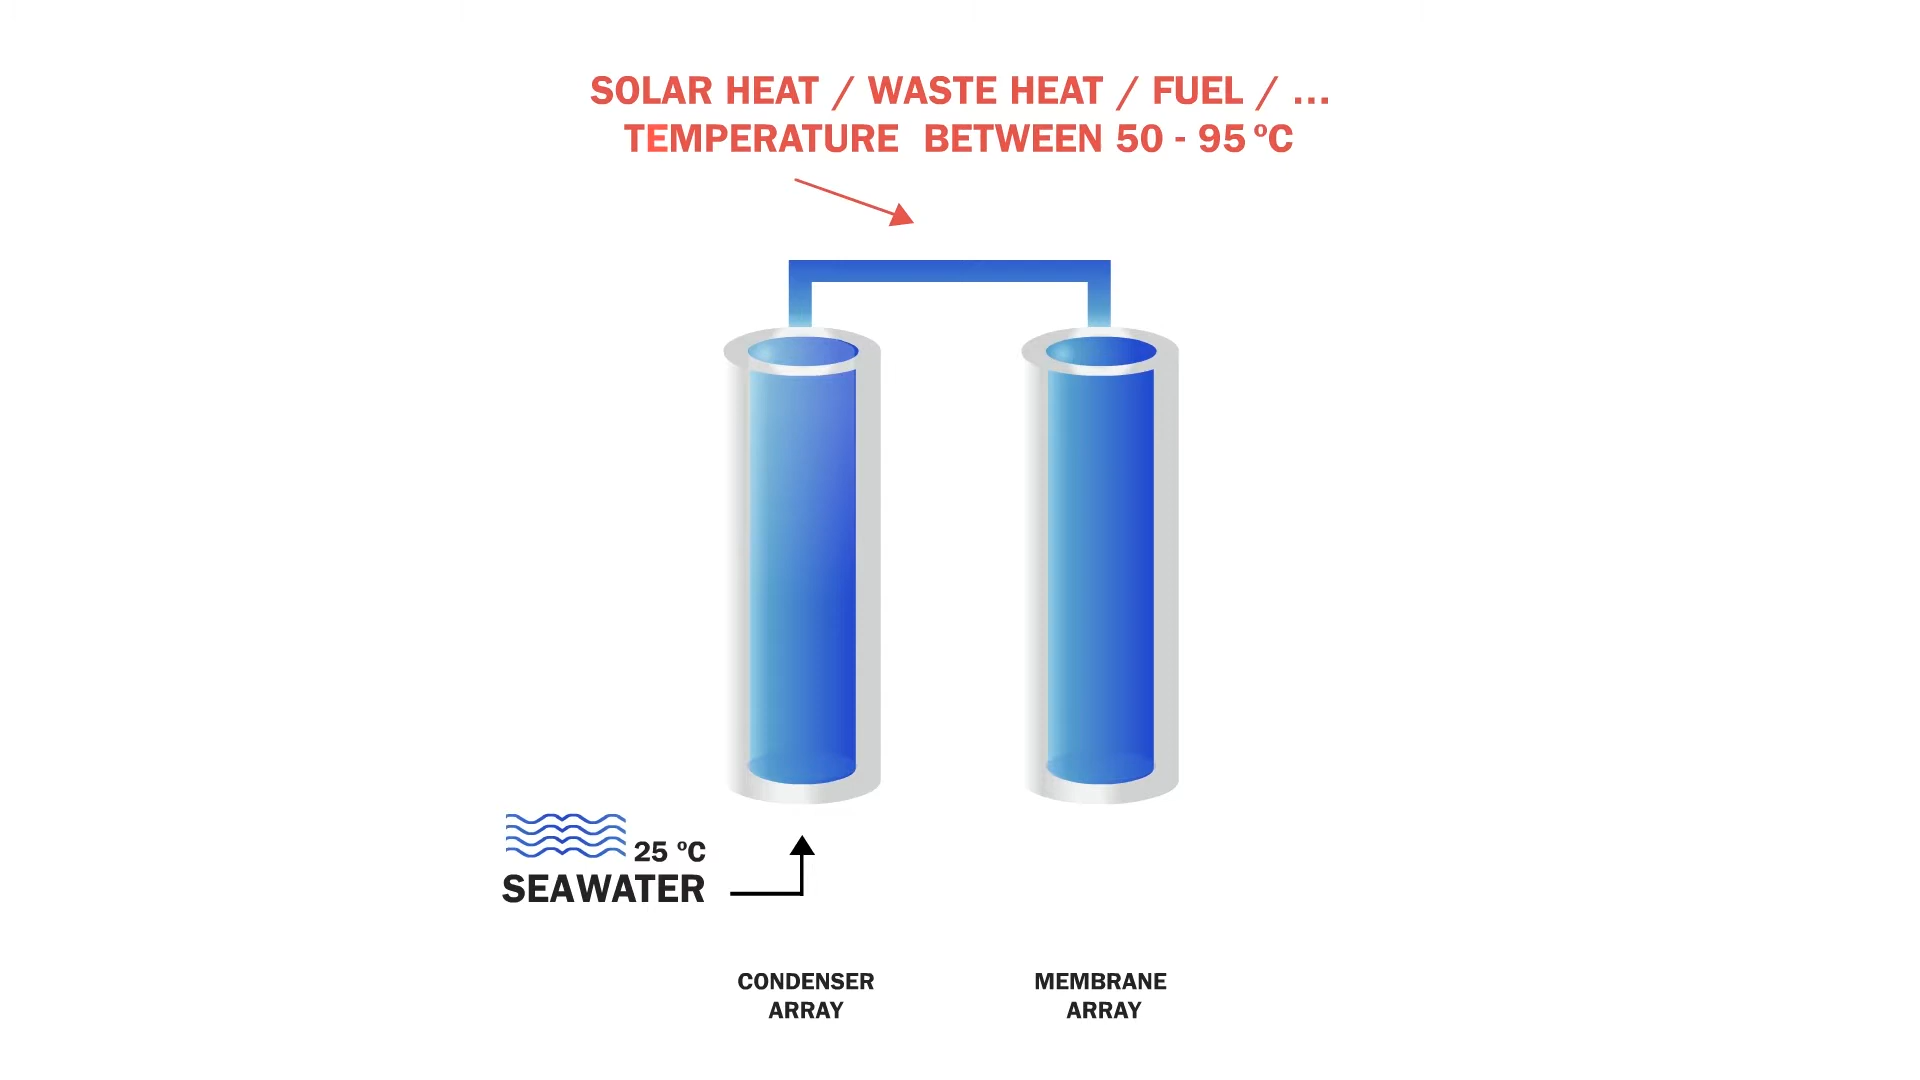 SOLAR HEAT / WASTE HEAT / FUEL / ...
TEMPERATURE BETWEEN 50 - 95 ºC
25 ºC
SEAWATER
CONDENSER
ARRAY
MEMBRANE
ARRAY